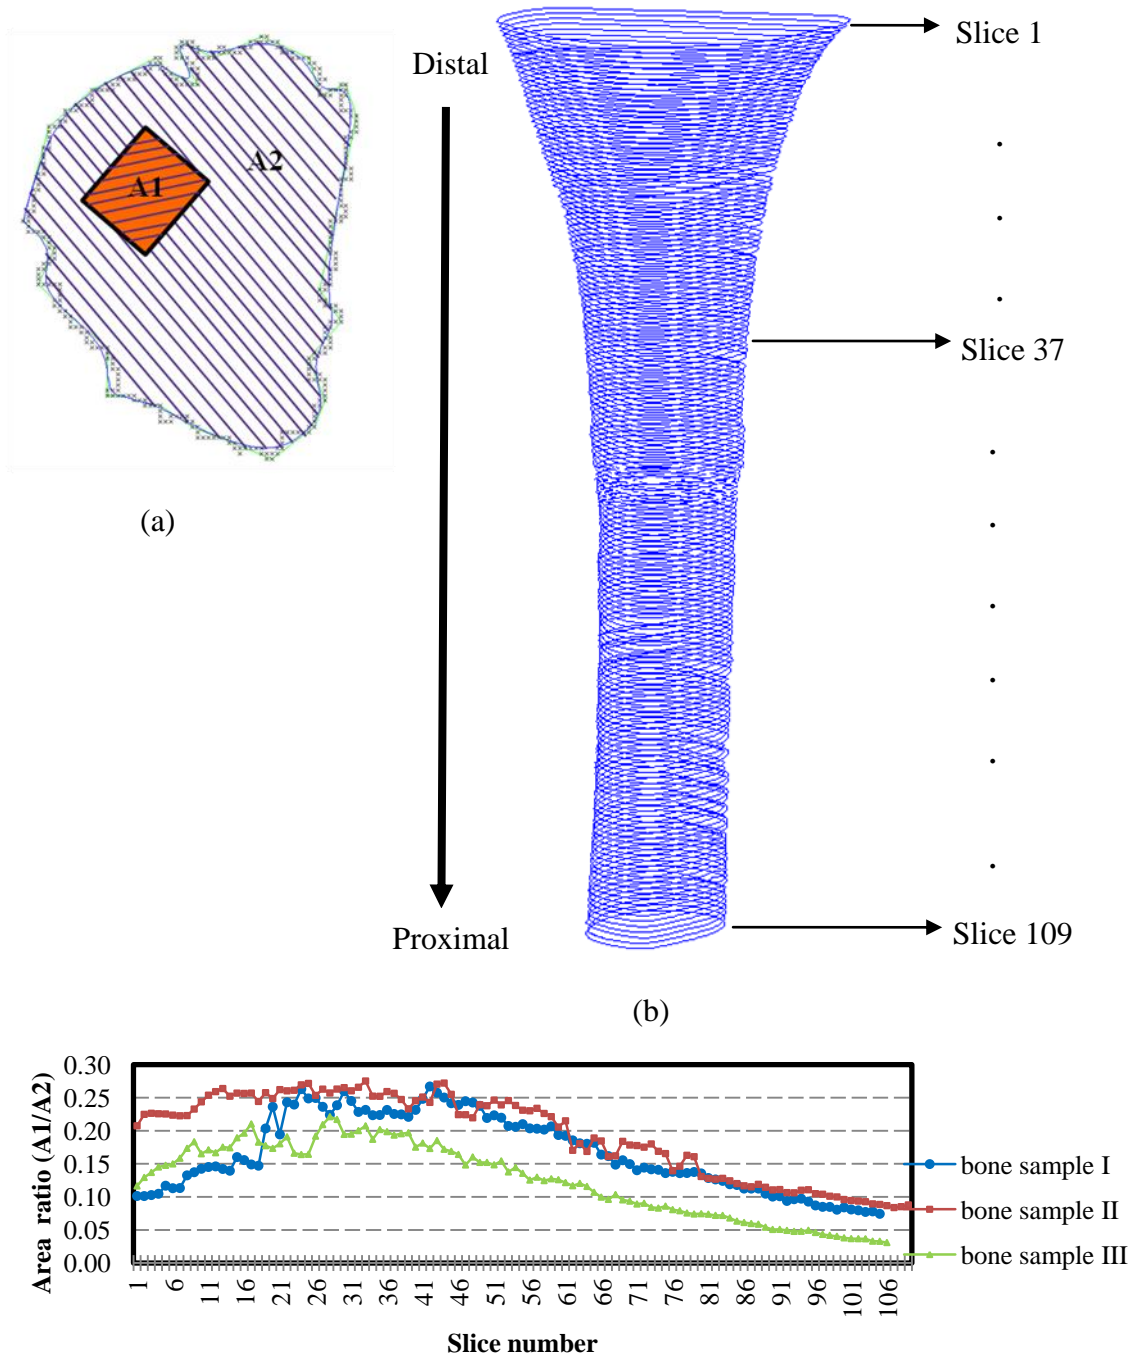 Slice 1
Distal
A2
A1
Slice 37
(a)
Proximal
Slice 109
(b)
Area ratio (A1/A2)
0.30
0.25
0.20
0.15
0.10
0.05
0.00
1 6 11 16 21 26 31 36 41 46 51 56 61 66 71 76 81 86 91 96 101 106
Slice number
bone sample I
bone sample II
bone sample III